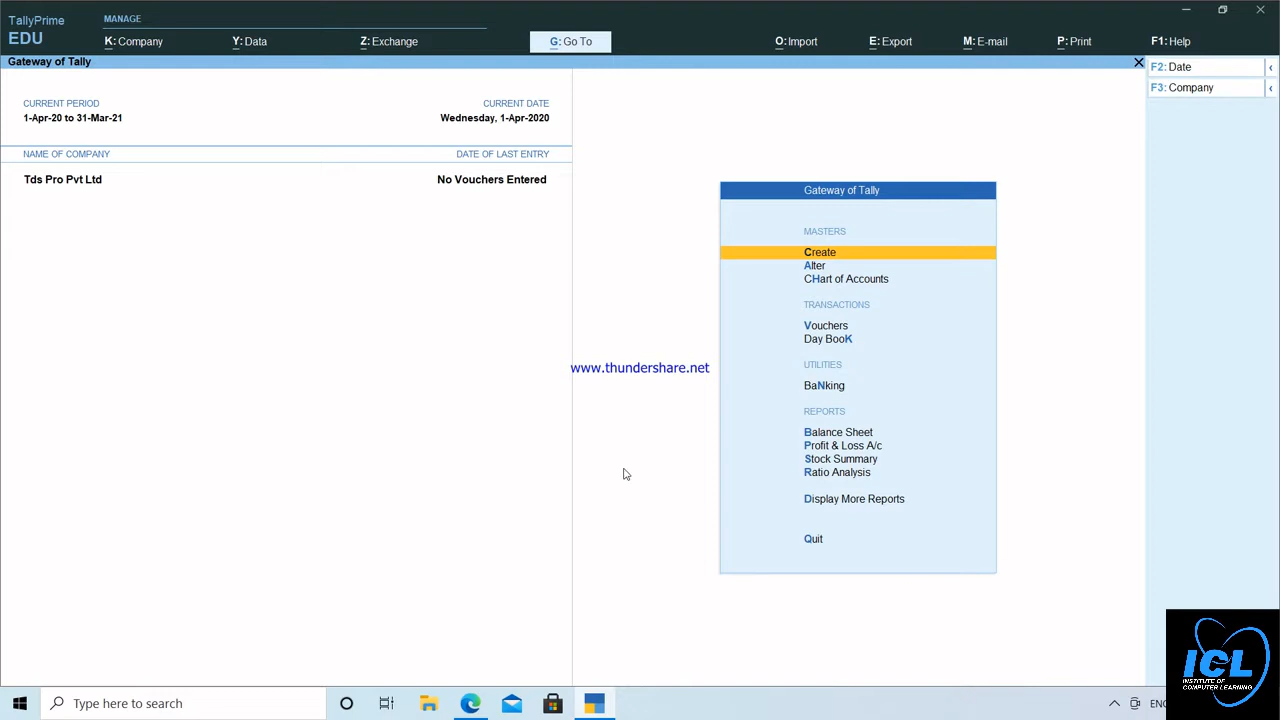 TallyPrime
EDU
MANAGE
K: Company
Y: Data
Z: Exchange
G: Go To
O: Import
E: Export
M: E-mail
P: Print
F1: Help
Gateway of Tally
F2: Date
F3: Company
CURRENT PERIOD
CURRENT DATE
1-Apr-20 to 31-Mar-21
Wednesday, 1-Apr-2020
NAME OF COMPANY
DATE OF LAST ENTRY
Tds Pro Pvt Ltd
No Vouchers Entered
Gateway of Tally
MASTERS
Create
Alter
CHart of Accounts
TRANSACTIONS
Vouchers
Day BooK
UTILITIES
BaNking
REPORTS
Balance Sheet
Profit & Loss A/c
Stock Summary
Ratio Analysis
Display More Reports
Quit
www.thundershare.net
ICL
INSTITUTE OF
COMPUTER LEARNING
Type here to search